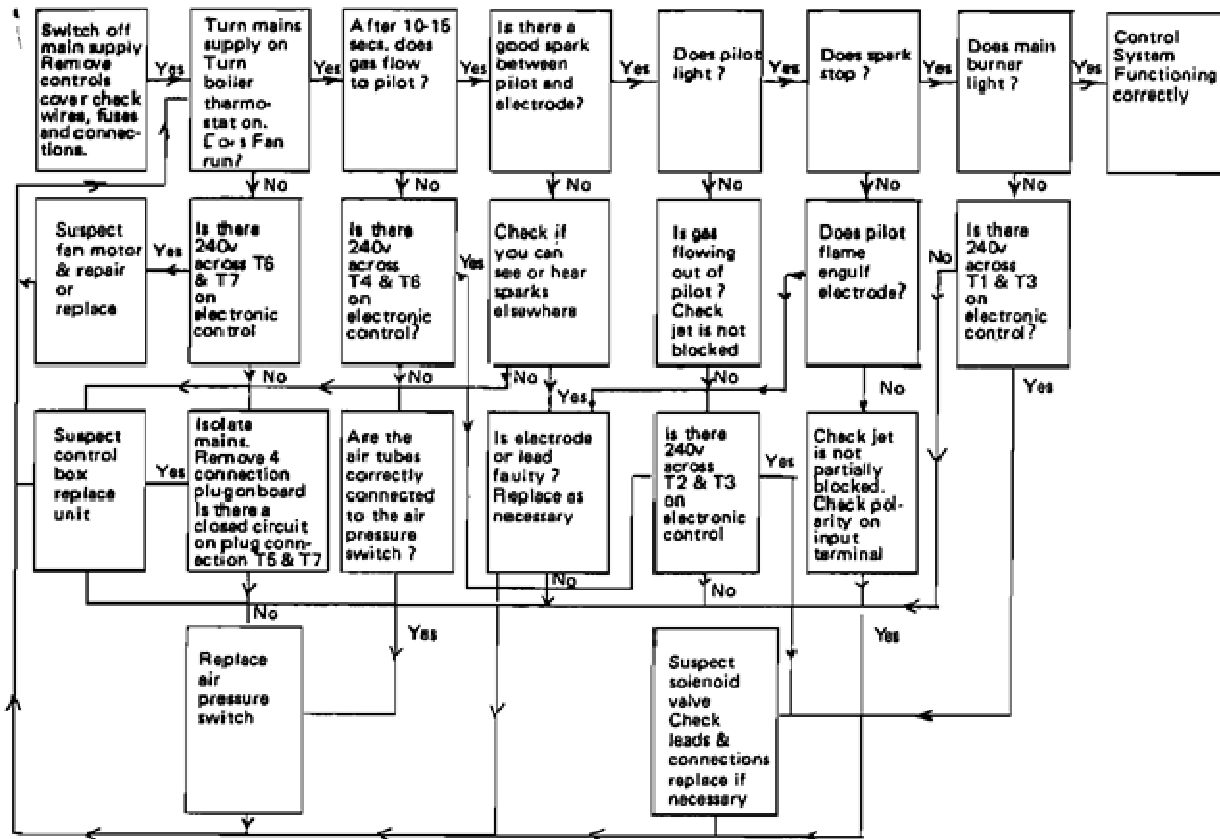 Switch off
main supply
Remove
controls
cover check
wires, fuses
and connec-
tions.
Yes
Turn mains
supply on
Turn
boiler
thermo-
stat on.
Fan
run?
Yes
After 10-15
secs. does
gas flow
to pilot ?
Yes
Is there a
good spark
between
pilot and
electrode?
Yes
Does pilot
light ?
Yes
Does spark
stop ?
Yes
Does main
burner
light ?
Yes
Control
System
Functioning
correctly
No
No
No
No
No
No
Suspect
fan motor
& repair
or
replace
Yes
Is there
240v
across T6
& T7
on
electronic
control
Is there
240v
across
T4 & T6
on
electronic
control?
Yes
Check if
you can
see or hear
sparks
elsewhere
Is gas
flowing
out of
pilot ?
Check
jet is not
blocked
Does pilot
flame
engulf
electrode?
No
Is there
240v
across
T1 & T3
on
electronic
control?
No
No
No
Yes
No
No
Yes
Suspect
control
box
replace
unit
Yes
Isolate
mains.
Remove 4
connection
plug on board
Is there a
closed circuit
on plug conn-
ection T6 & T7
Are the
air tubes
correctly
connected
to the air
pressure
switch ?
Is electrode
or lead
faulty ?
Replace as
necessary
Is there
240v
across
T2 & T3
on
electronic
control
Yes
Check jet
is not
partially
blocked.
Check pol-
arity on
input
terminal
No
Yes
No
No
Yes
Replace
air
pressure
switch
Suspect
solenoid
valve
Check
leads &
connections
replace if
necessary